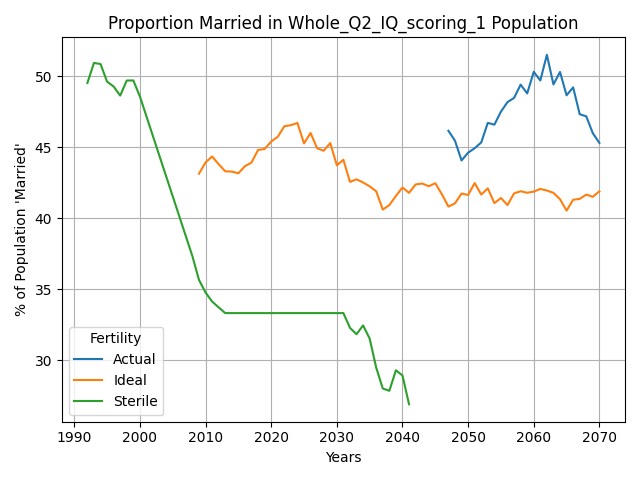 Proportion Married in Whole_Q2_IQ_scoring_1 Population
% of Population 'Married'
50
45
40
35
30
Fertility
Actual
Ideal
Sterile
1990 2000 2010 2020 2030 2040 2050 2060 2070
Years